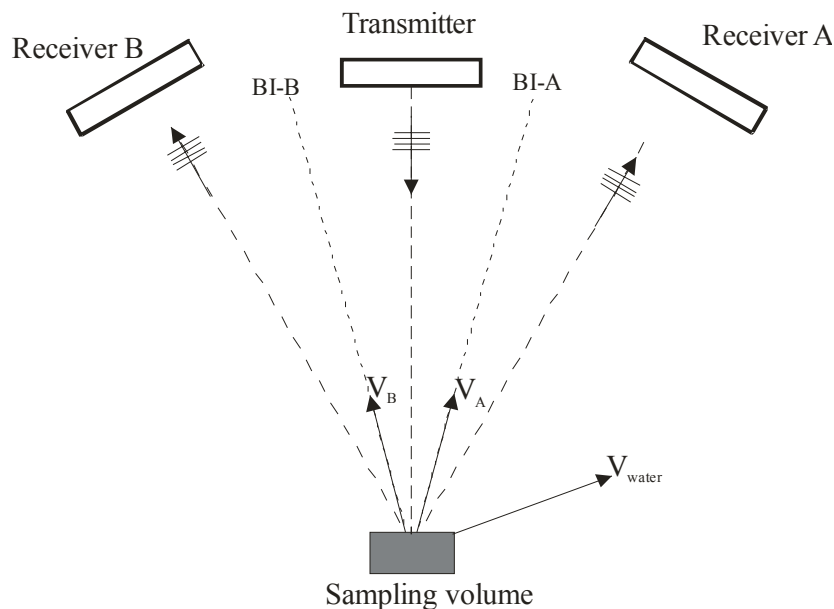 Transmitter
Receiver B
Receiver A
BI-B
BI-A
V_B
V_A
V_water
Sampling volume